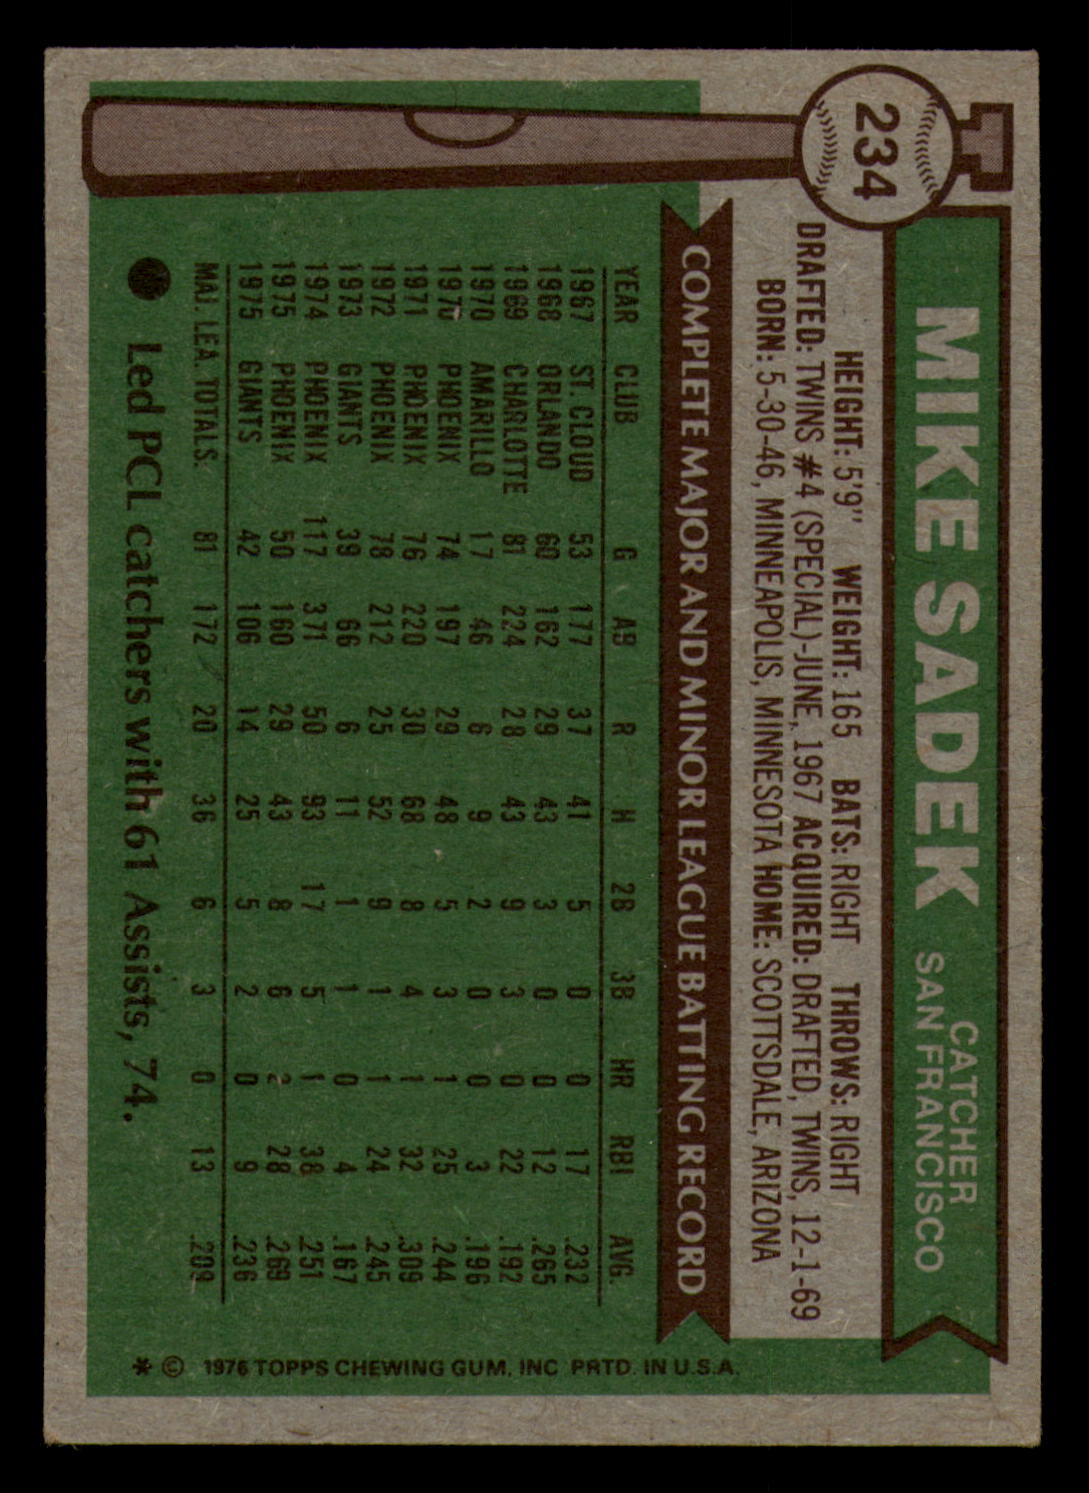 234
MIKE SADEK CATCHER
SAN FRANCISCO
HEIGHT: 5'9" WEIGHT: 165 BATS: RIGHT THROWS: RIGHT
DRAFTED: TWINS #4 (SPECIAL)-JUNE, 1967 ACQUIRED: DRAFTED, TWINS, 12-1-69
BORN: 5-30-46, MINNEAPOLIS, MINNESOTA HOME: SCOTTSDALE, ARIZONA
COMPLETE MAJOR AND MINOR LEAGUE BATTING RECORD
YEAR CLUB G AB R H 2B 3B HR RBI AVG.
1967 ST. CLOUD 53 177 37 41 5 0 0 17 .232
1968 ORLANDO 60 162 29 43 3 0 0 12 .265
1969 CHARLOTTE 81 224 28 43 9 3 0 22 .192
1970 AMARILLO 17 46 6 9 2 0 0 3 .196
1970 PHOENIX 74 197 29 48 5 3 1 25 .244
1971 PHOENIX 76 220 30 68 8 4 1 32 .309
1972 PHOENIX 78 212 25 52 9 1 1 24 .245
1973 GIANTS 39 66 6 11 1 1 0 4 .167
1974 PHOENIX 117 371 50 93 17 5 1 38 .251
1975 PHOENIX 50 160 29 43 8 6 2 28 .269
1975 GIANTS 42 106 14 25 5 2 0 9 .236
MAJ. LEA. TOTALS. 81 172 20 36 6 3 0 13 .209
● Led PCL catchers with 61 Assists, 74.
* © 1976 TOPPS CHEWING GUM, INC PRTD. IN U.S.A.